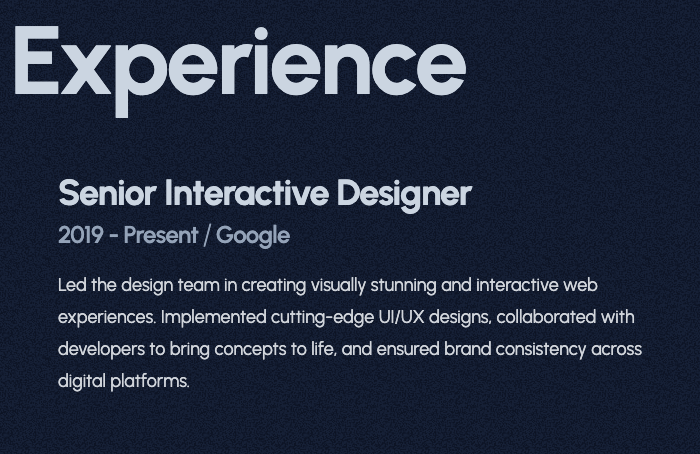 Experience
Senior Interactive Designer
2019 - Present / Google
Led the design team in creating visually stunning and interactive web
experiences. Implemented cutting-edge UI/UX designs, collaborated with
developers to bring concepts to life, and ensured brand consistency across
digital platforms.